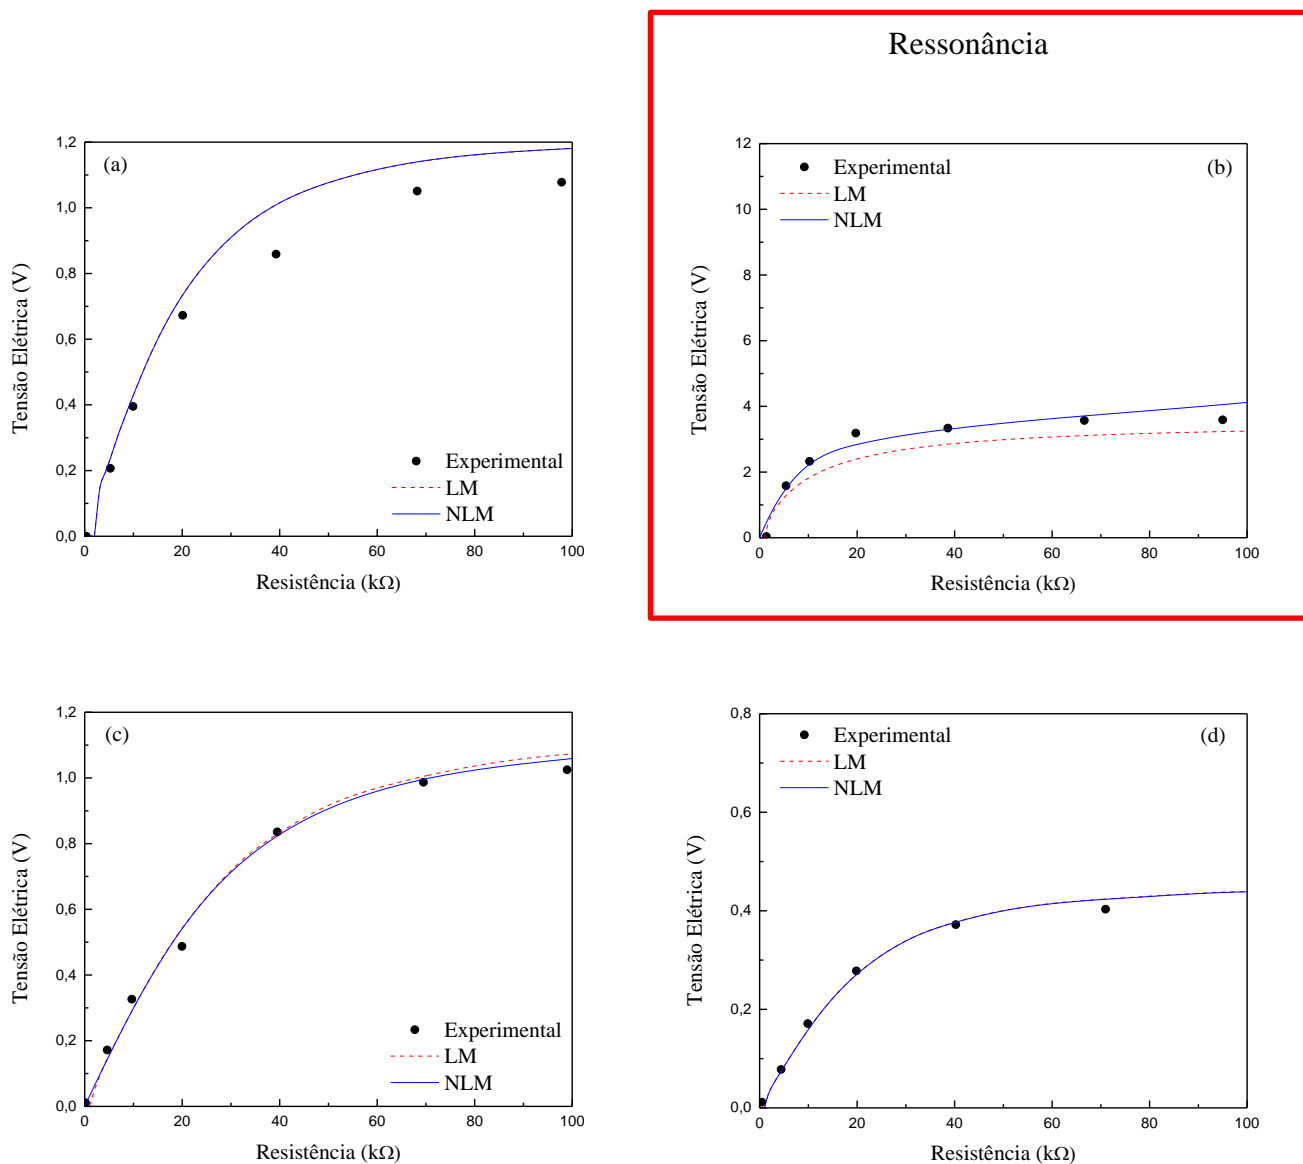 Ressonância
1,2
1,0
0,8
0,6
0,4
0,2
0,0
0
20
40
60
80
100
Tensão Elétrica (V)
Resistência (kΩ)
(a)
Experimental
LM
NLM
12
10
8
6
4
2
0
0
20
40
60
80
100
Tensão Elétrica (V)
Resistência (kΩ)
(b)
Experimental
LM
NLM
1,2
1,0
0,8
0,6
0,4
0,2
0,0
0
20
40
60
80
100
Tensão Elétrica (V)
Resistência (kΩ)
(c)
Experimental
LM
NLM
0,8
0,6
0,4
0,2
0,0
0
20
40
60
80
100
Tensão Elétrica (V)
Resistência (kΩ)
(d)
Experimental
LM
NLM